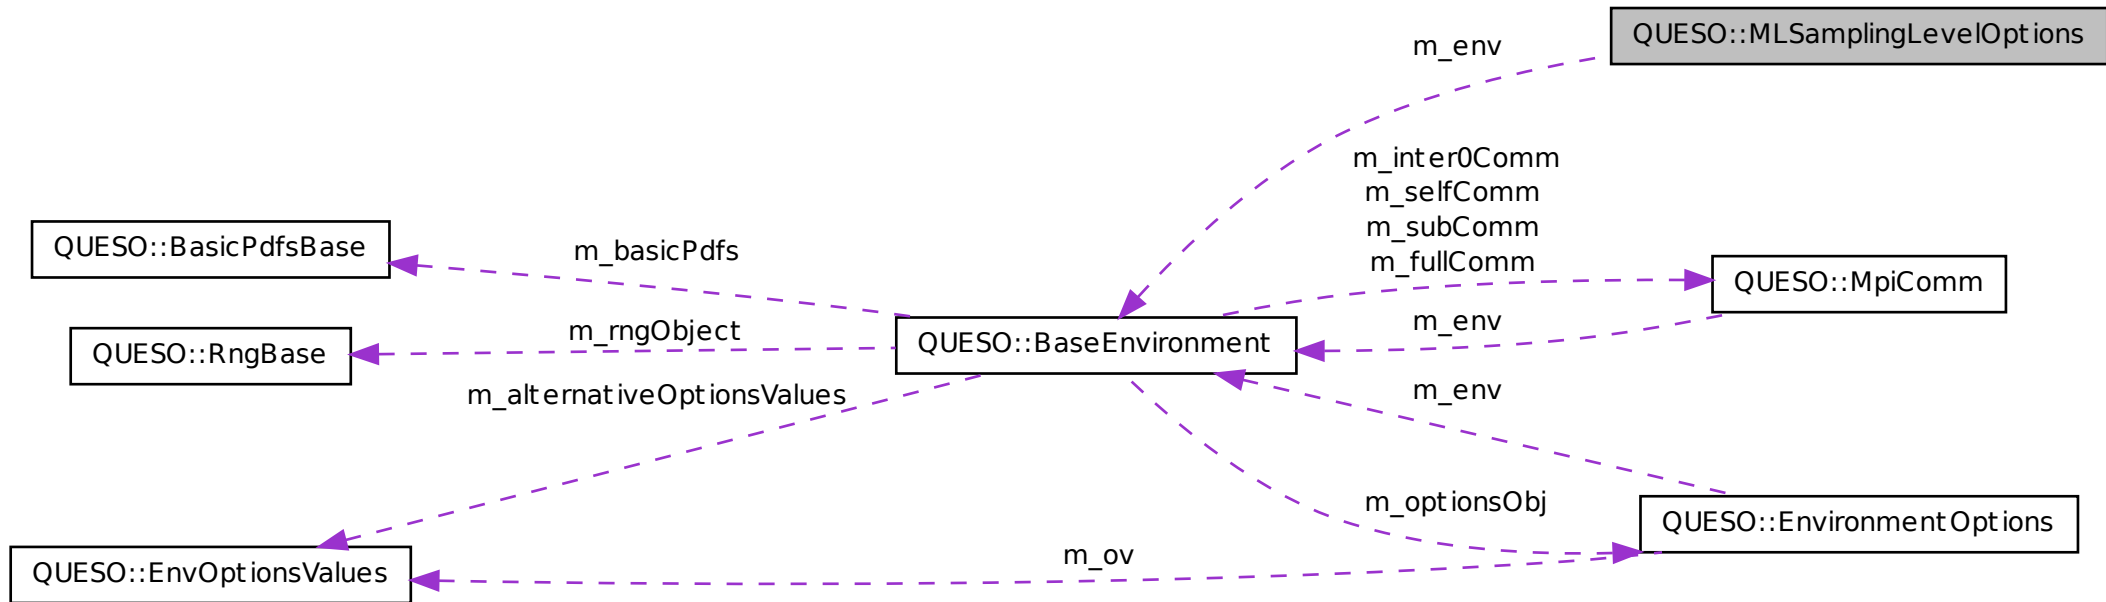 QUESO::MLSamplingLevelOptions
m_env
m_inter0Comm
m_selfComm
m_subComm
m_fullComm
QUESO::BasicPdfsBase
m_basicPdfs
QUESO::MpiComm
m_env
m_rngObject
QUESO::RngBase
QUESO::BaseEnvironment
m_alternativeOptionsValues
m_env
m_optionsObj
QUESO::EnvironmentOptions
m_ov
QUESO::EnvOptionsValues